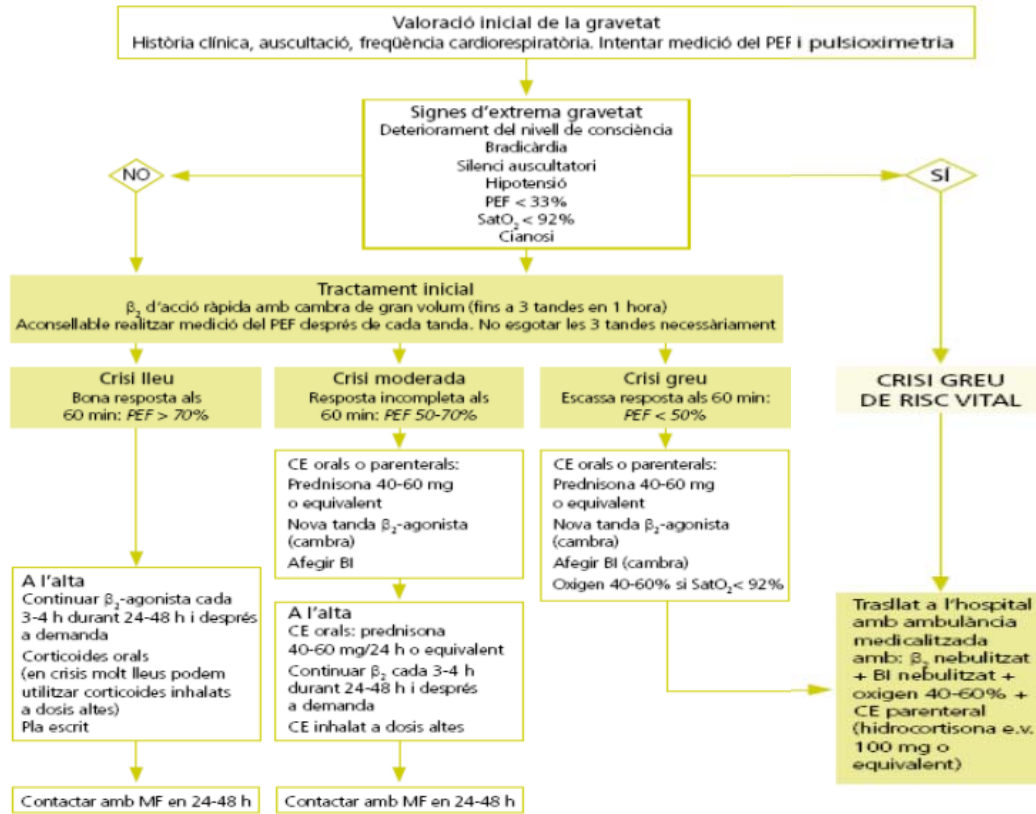 Valoració inicial de la gravetat
Història clínica, auscultació, freqüència cardiorespiratòria. Intentar medició del PEF i pulsioximetria
Signes d'extrema gravetat
Deteriorament del nivell de consciència
Bradicàrdia
Silenci auscultatori
Hipotensió
PEF < 33%
SatO₂ < 92%
Cianosi
NO
SÍ
Tractament inicial
β₂ d'acció ràpida amb cambra de gran volum (fins a 3 tandes en 1 hora)
Aconsellable realitzar medició del PEF després de cada tanda. No esgotar les 3 tandes necessàriament
Crisi lleu
Bona resposta als
60 min: PEF > 70%
Crisi moderada
Resposta incompleta als
60 min: PEF 50-70%
Crisi greu
Escassa resposta als 60 min:
PEF < 50%
CRISI GREU
DE RISC VITAL
CE orals o parenterals:
Prednisona 40-60 mg
o equivalent
Nova tanda β₂-agonista
(cambra)
Afegir BI
CE orals o parenterals:
Prednisona 40-60 mg
o equivalent
Nova tanda β₂-agonista
(cambra)
Afegir BI (cambra)
Oxigen 40-60% si SatO₂< 92%
A l'alta
Continuar β₂-agonista cada
3-4 h durant 24-48 h i després
a demanda
Corticoides orals
(en crisis molt lleus podem
utilitzar corticoides inhalats
a dosis altes)
Pla escrit
A l'alta
CE orals: prednisona
40-60 mg/24 h o equivalent
Continuar β₂ cada 3-4 h
durant 24-48 h i després
a demanda
CE inhalat a dosis altes
Trasllat a l'hospital
amb ambulància
medicalitzada
amb: β₂ nebulitzat
+ BI nebulitzat +
oxigen 40-60% +
CE parenteral
(hidrocortisona e.v.
100 mg o
equivalent)
Contactar amb MF en 24-48 h
Contactar amb MF en 24-48 h